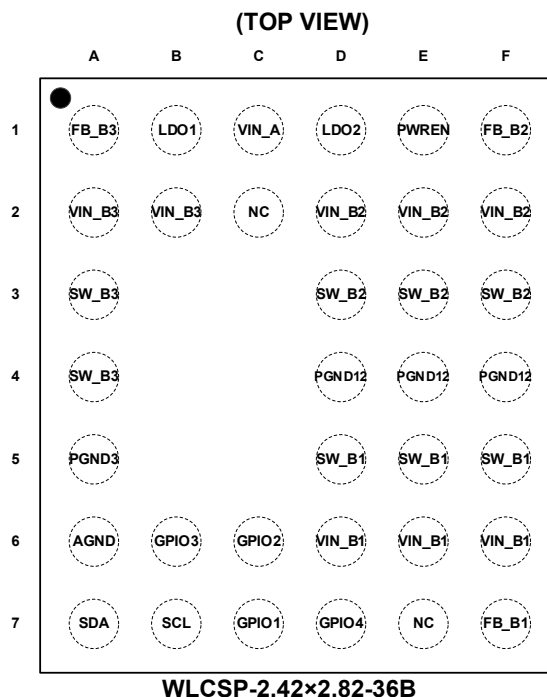 (TOP VIEW)
A B C D E F
1 FB_B3 LDO1 VIN_A LDO2 PWREN FB_B2
2 VIN_B3 VIN_B3 NC VIN_B2 VIN_B2 VIN_B2
3 SW_B3 SW_B2 SW_B2 SW_B2
4 SW_B3 PGND12 PGND12 PGND12
5 PGND3 SW_B1 SW_B1 SW_B1
6 AGND GPIO3 GPIO2 VIN_B1 VIN_B1 VIN_B1
7 SDA SCL GPIO1 GPIO4 NC FB_B1
WLCSP-2.42×2.82-36B